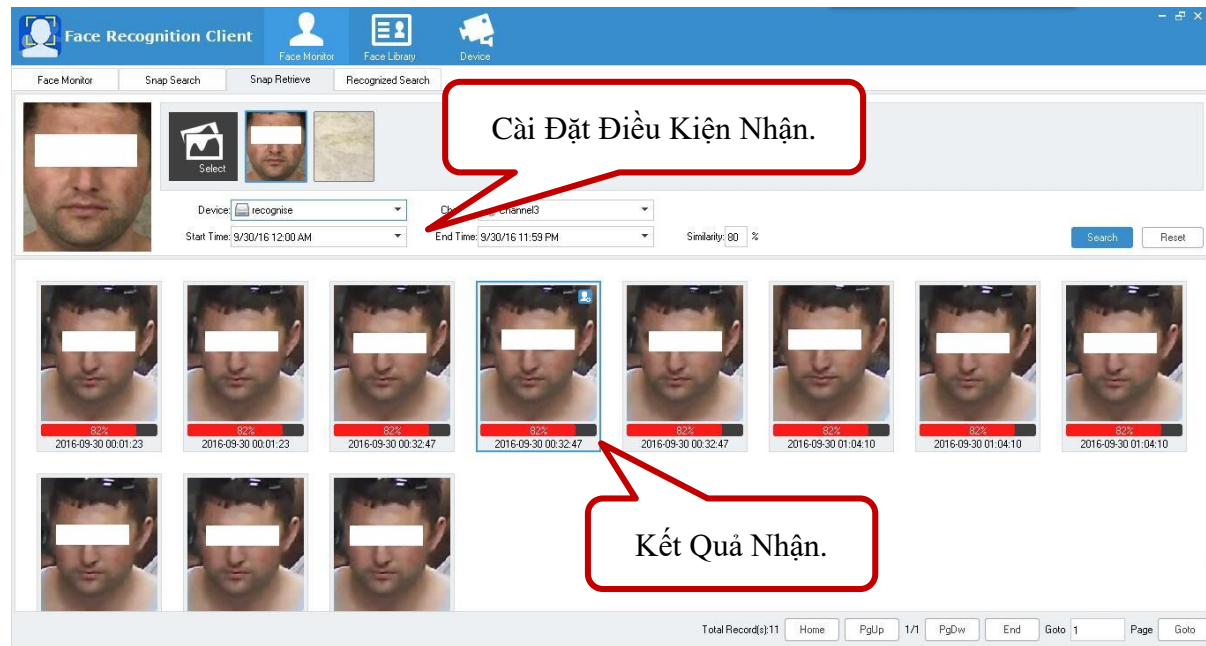 Face Recognition Client
Face Monitor Face Library Device
Face Monitor Snap Search Snap Retrieve Recognized Search
Cài Đặt Điều Kiện Nhận.
Select
Device: recognise Channel3
Start Time: 9/30/16 12:00 AM End Time: 9/30/16 11:59 PM Similarity: 80 % Search Reset
82% 82% 82% 82% 82% 82% 82% 82%
2016-09-30 00:01:23 2016-09-30 00:01:23 2016-09-30 00:32:47 2016-09-30 00:32:47 2016-09-30 00:32:47 2016-09-30 01:04:10 2016-09-30 01:04:10 2016-09-30 01:04:10
Kết Quả Nhận.
Total Record(s):11 Home PgUp 1/1 PgDw End Goto 1 Page Goto